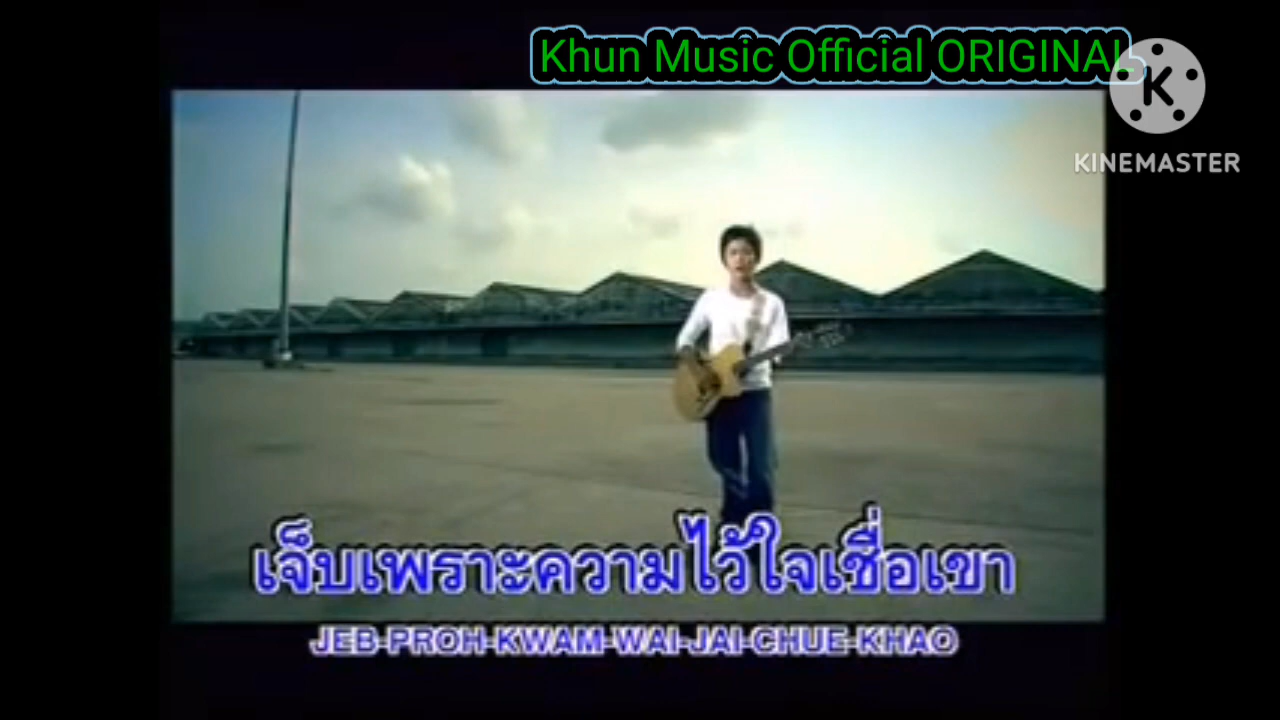 Khun Music Official ORIGINAL
K
KINEMASTER
เจ็บเพราะความไว้ใจเชื่อเขา
JEB-PROH-KWAM-WAI-JAI-CHUE-KHAO